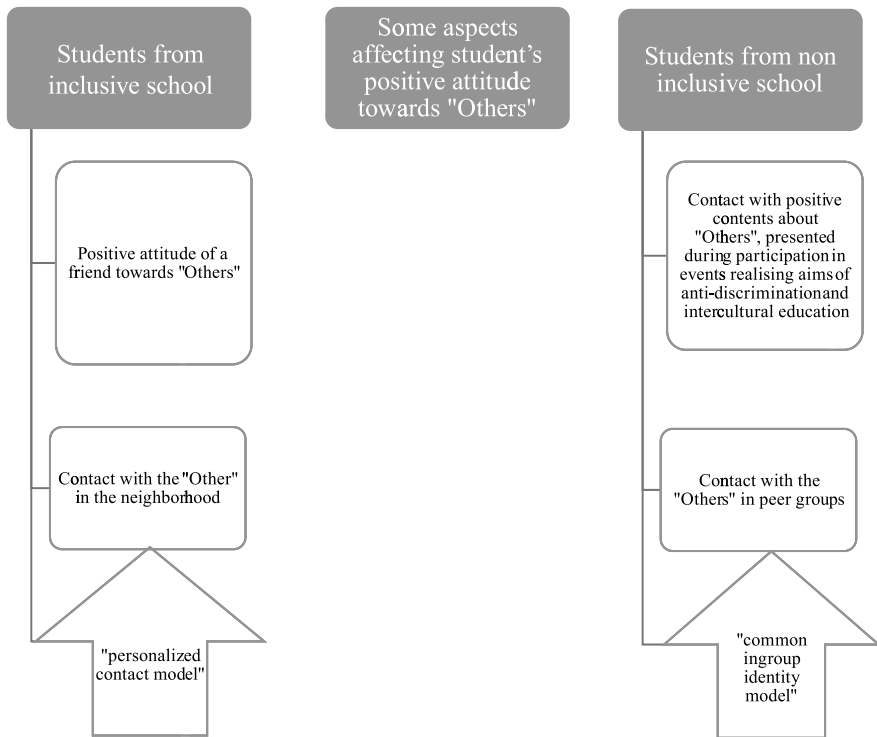 Students from
inclusive school
Some aspects
affecting student's
positive attitude
towards "Others"
Students from non
inclusive school
Positive attitude of a
friend towards "Others"
Contact with positive
contents about
"Others", presented
during participation in
events realising aims of
anti-discrimination and
intercultural education
Contact with the "Other"
in the neighborhood
Contact with the
"Others" in peer groups
"personalized
contact model"
"common
ingroup
identity
model"